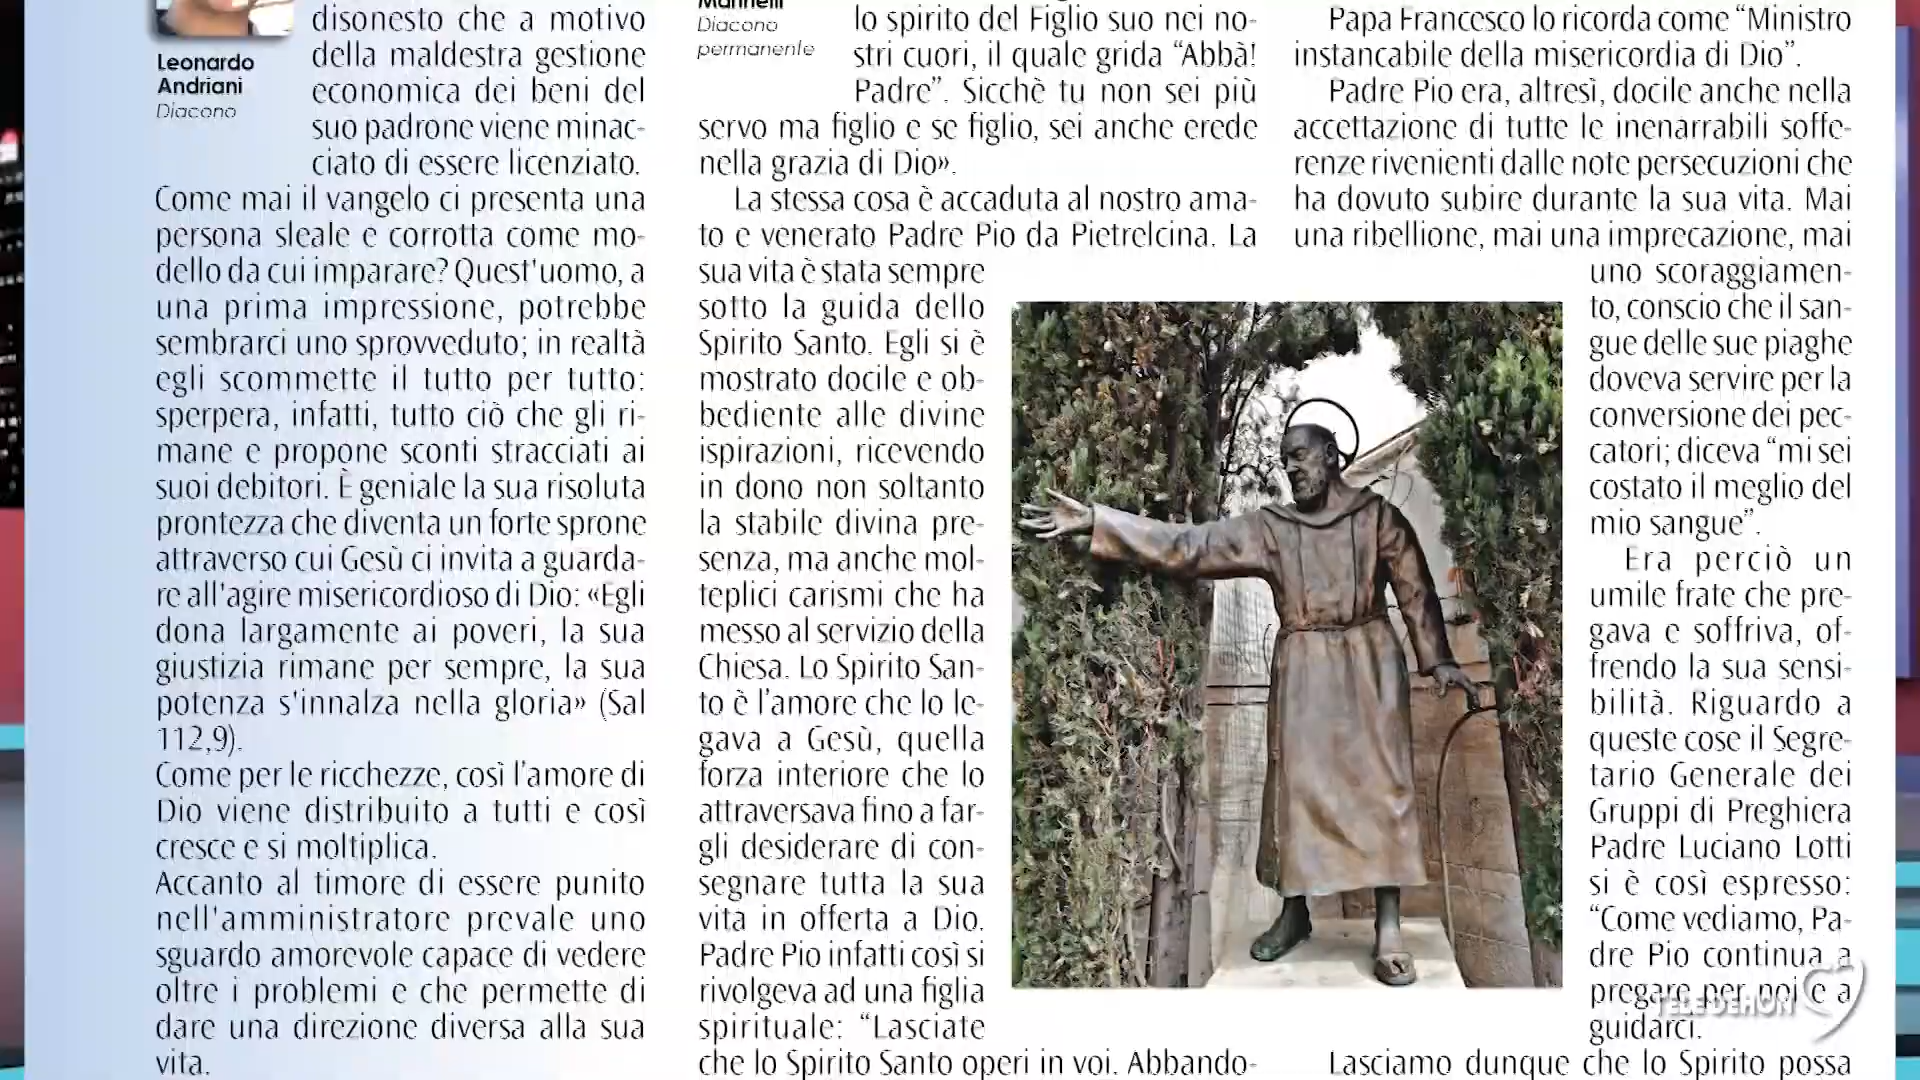 Leonardo
Andriani
Diacono
disonesto che a motivo
della maldestra gestione
economica dei beni del
suo padrone viene minac-
ciato di essere licenziato.
Come mai il vangelo ci presenta una
persona sleale e corrotta come mo-
dello da cui imparare? Quest'uomo, a
una prima impressione, potrebbe
sembrarci uno sprovveduto; in realtà
egli scommette il tutto per tutto:
sperpera, infatti, tutto ciò che gli ri-
mane e propone sconti stracciati ai
suoi debitori. È geniale la sua risoluta
prontezza che diventa un forte sprone
attraverso cui Gesù ci invita a guarda-
re all'agire misericordioso di Dio: «Egli
dona largamente ai poveri, la sua
giustizia rimane per sempre, la sua
potenza s'innalza nella gloria» (Sal
112,9).
Come per le ricchezze, così l'amore di
Dio viene distribuito a tutti e così
cresce e si moltiplica.
Accanto al timore di essere punito
nell'amministratore prevale uno
sguardo amorevole capace di vedere
oltre i problemi e che permette di
dare una direzione diversa alla sua
vita.
Marinelli
Diacono
permanente
lo spirito del Figlio suo nei no-
stri cuori, il quale grida “Abbà!
Padre”. Sicchè tu non sei più
servo ma figlio e se figlio, sei anche erede
nella grazia di Dio».
La stessa cosa è accaduta al nostro ama-
to e venerato Padre Pio da Pietrelcina. La
sua vita è stata sempre
sotto la guida dello
Spirito Santo. Egli si è
mostrato docile e ob-
bediente alle divine
ispirazioni, ricevendo
in dono non soltanto
la stabile divina pre-
senza, ma anche mol-
teplici carismi che ha
messo al servizio della
Chiesa. Lo Spirito San-
to è l’amore che lo le-
gava a Gesù, quella
forza interiore che lo
attraversava fino a far-
gli desiderare di con-
segnare tutta la sua
vita in offerta a Dio.
Padre Pio infatti così si
rivolgeva ad una figlia
spirituale: “Lasciate
che lo Spirito Santo operi in voi. Abbando-
Papa Francesco lo ricorda come “Ministro
instancabile della misericordia di Dio”.
Padre Pio era, altresì, docile anche nella
accettazione di tutte le inenarrabili soffe-
renze rivenienti dalle note persecuzioni che
ha dovuto subire durante la sua vita. Mai
una ribellione, mai una imprecazione, mai
uno scoraggiamen-
to, conscio che il san-
gue delle sue piaghe
doveva servire per la
conversione dei pec-
catori; diceva “mi sei
costato il meglio del
mio sangue”.
Era perciò un
umile frate che pre-
gava e soffriva, of-
frendo la sua sensi-
bilità. Riguardo a
queste cose il Segre-
tario Generale dei
Gruppi di Preghiera
Padre Luciano Lotti
si è così espresso:
“Come vediamo, Pa-
dre Pio continua a
pregare per noi e a
guidarci.
Lasciamo dunque che lo Spirito possa
TELEDEHON